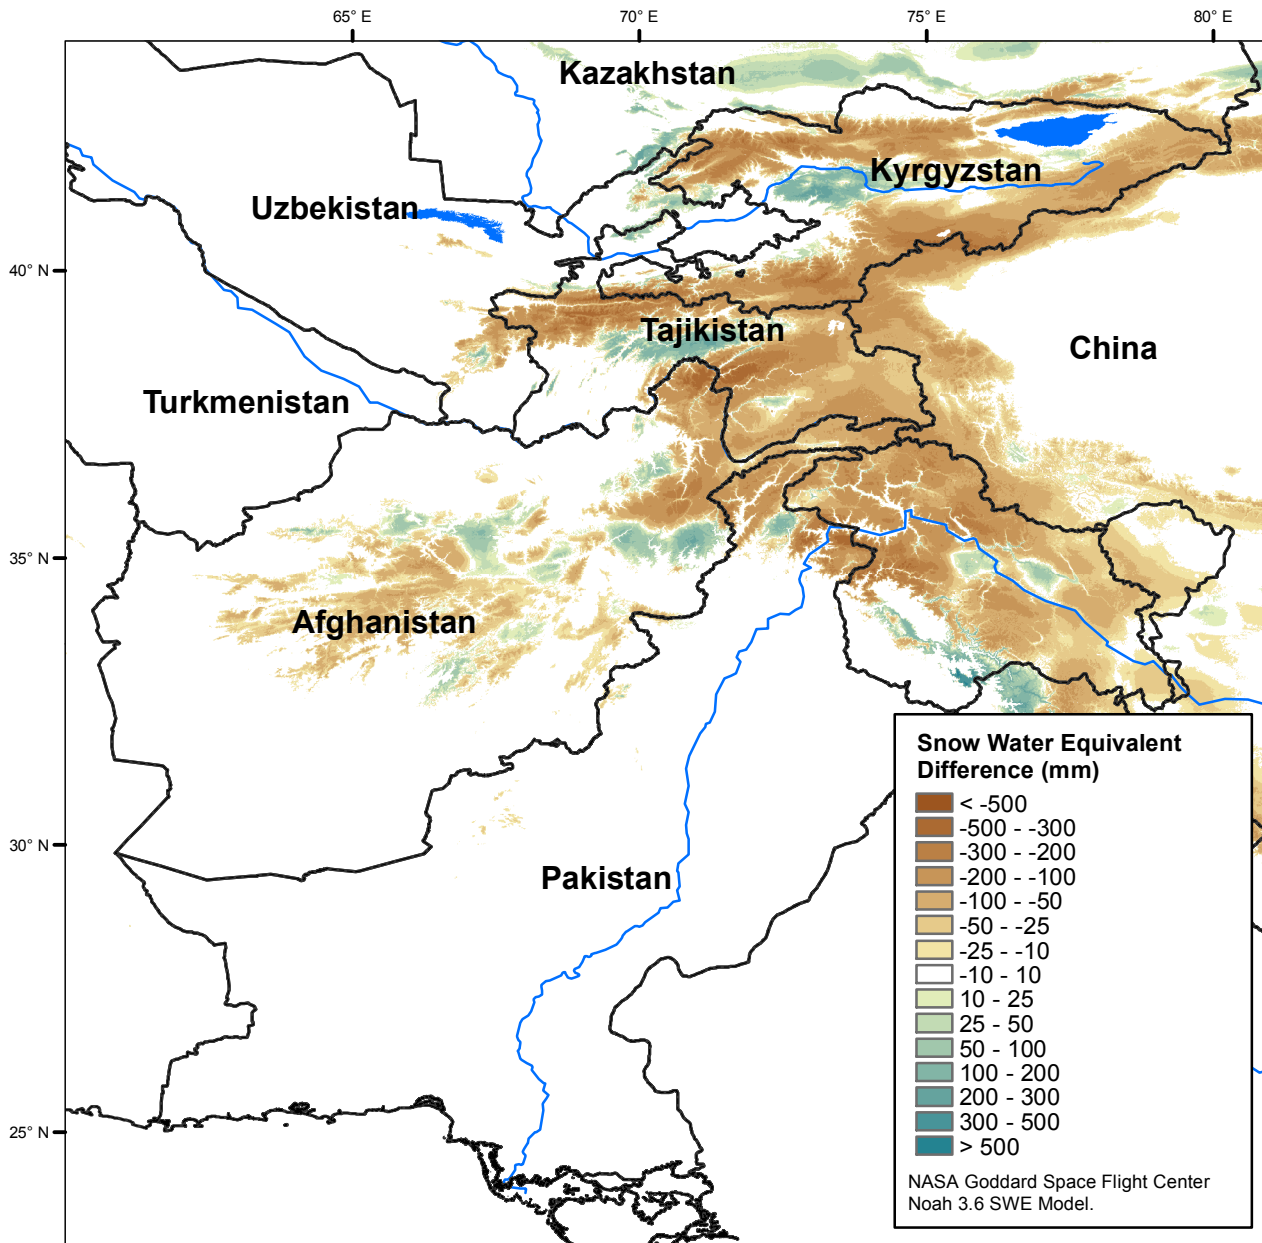 65° E
70° E
75° E
80° E
Kazakhstan
Kyrgyzstan
Uzbekistan
40° N
Tajikistan
China
Turkmenistan
35° N
Afghanistan
30° N
Pakistan
25° N
Snow Water Equivalent
Difference (mm)
< -500
-500 - -300
-300 - -200
-200 - -100
-100 - -50
-50 - -25
-25 - -10
-10 - 10
10 - 25
25 - 50
50 - 100
100 - 200
200 - 300
300 - 500
> 500
NASA Goddard Space Flight Center
Noah 3.6 SWE Model.